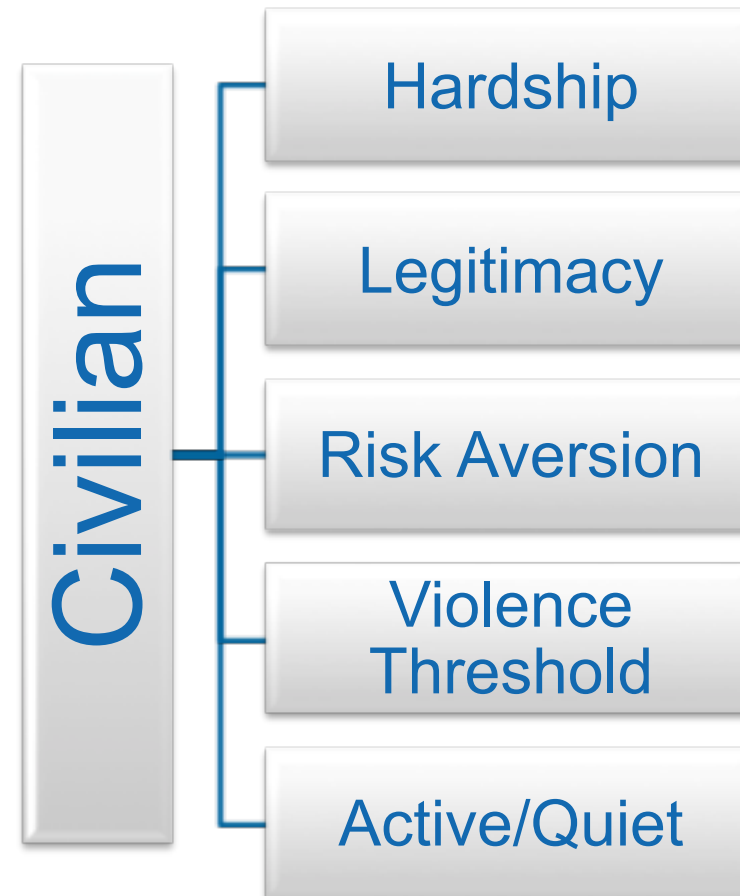 Civilian
Hardship
Legitimacy
Risk Aversion
Violence
Threshold
Active/Quiet